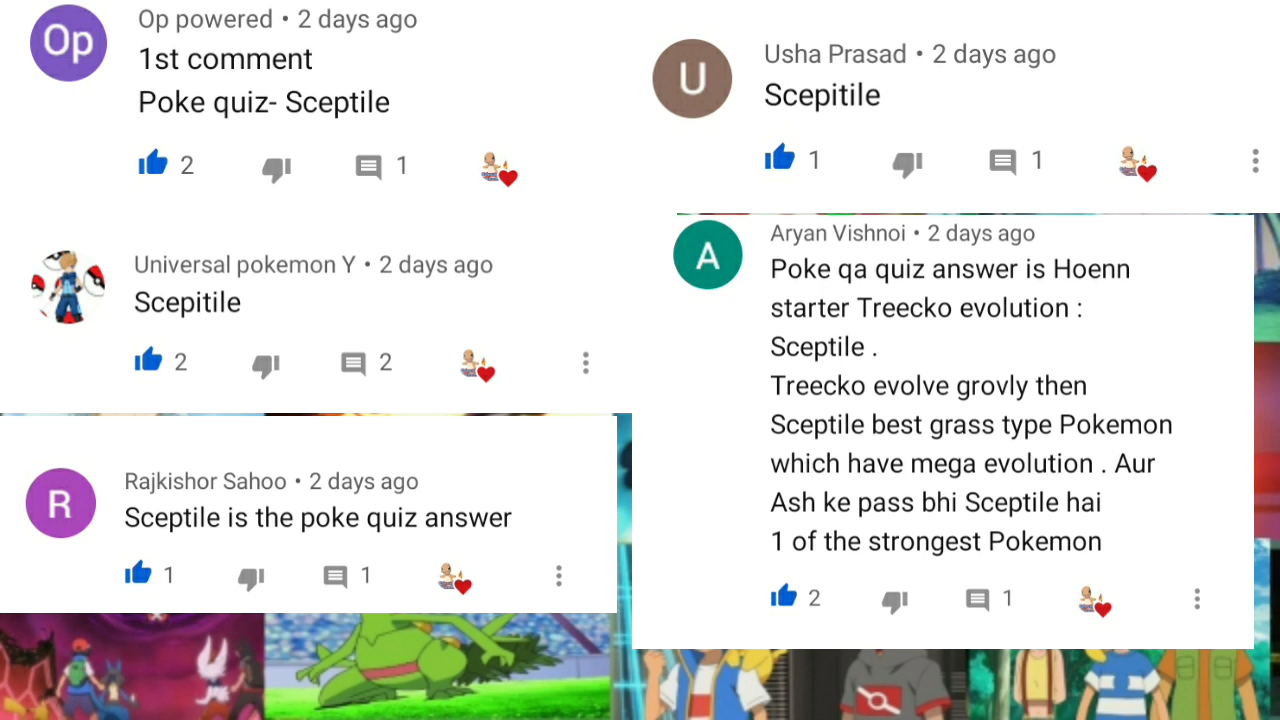 Op
Op powered • 2 days ago
1st comment
Poke quiz- Sceptile
2
1
Universal pokemon Y • 2 days ago
Scepitile
2
2
R
Rajkishor Sahoo • 2 days ago
Sceptile is the poke quiz answer
1
1
U
Usha Prasad • 2 days ago
Scepitile
1
1
A
Aryan Vishnoi • 2 days ago
Poke qa quiz answer is Hoenn
starter Treecko evolution :
Sceptile .
Treecko evolve grovly then
Sceptile best grass type Pokemon
which have mega evolution . Aur
Ash ke pass bhi Sceptile hai
1 of the strongest Pokemon
2
1